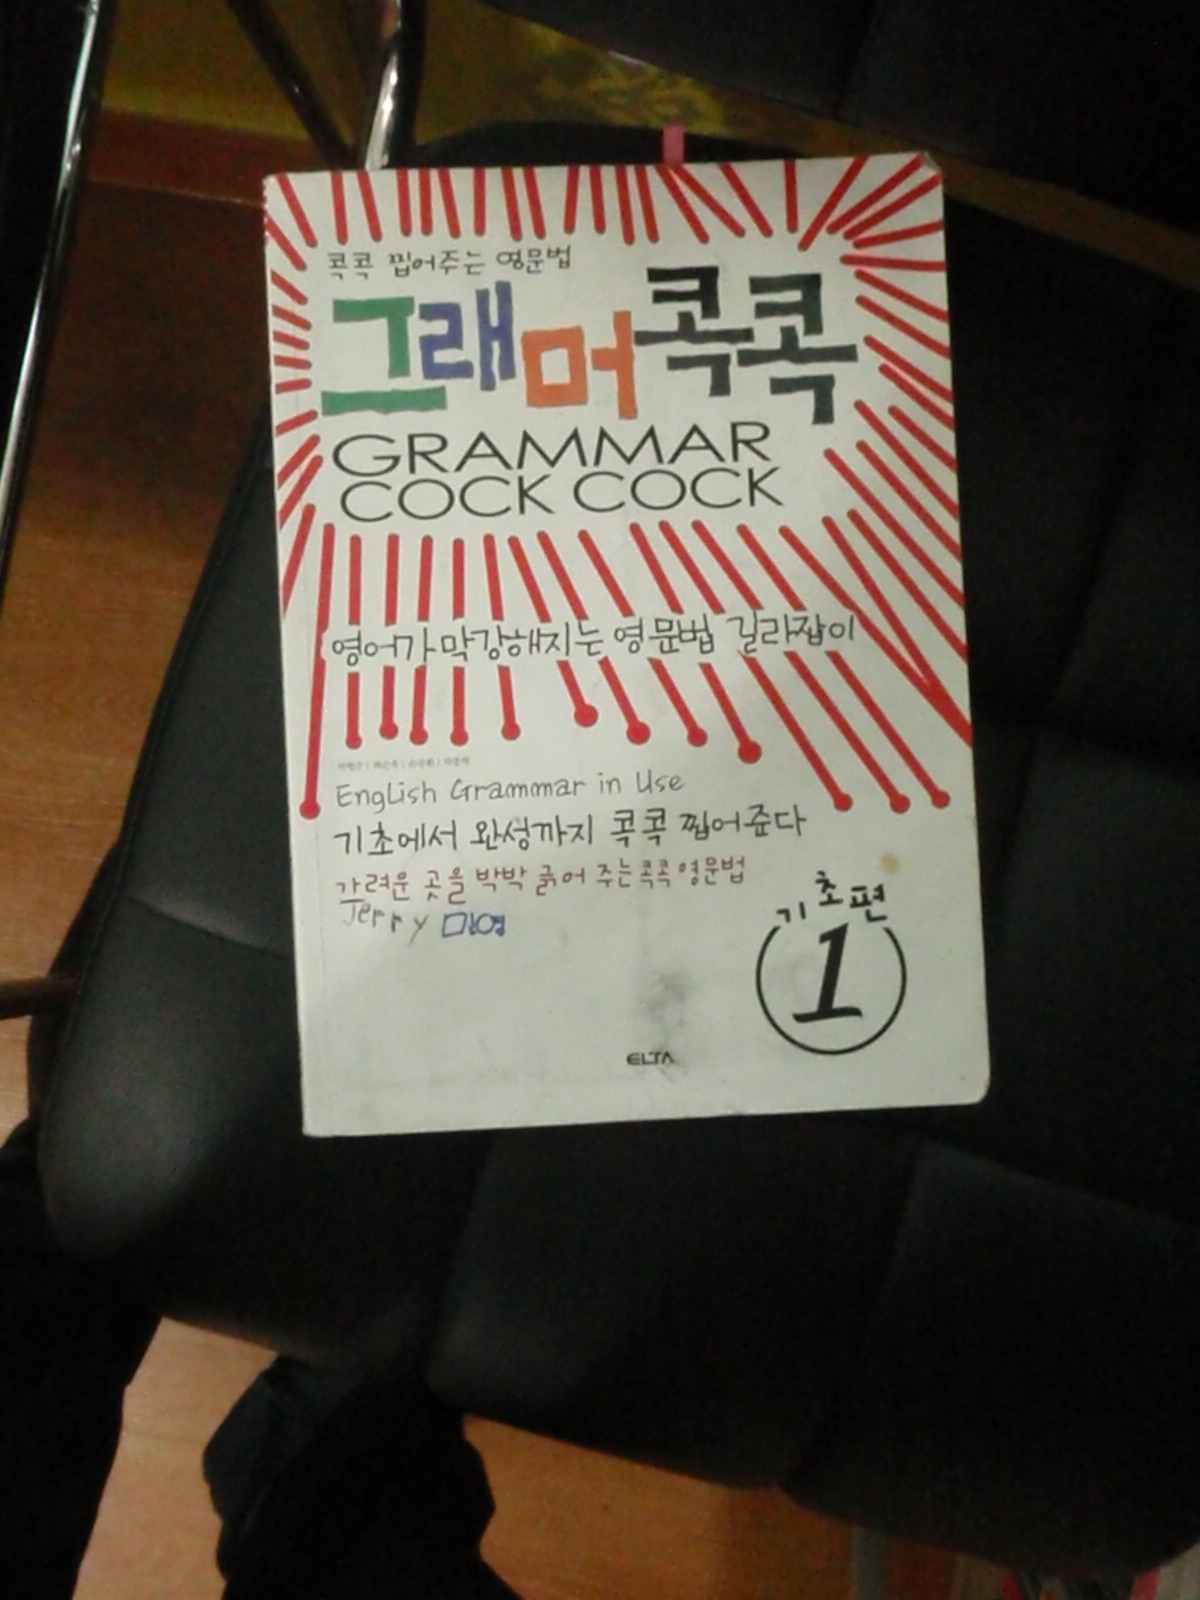 콕콕 찝어주는 영문법
그래머콕콕
GRAMMAR
COCK COCK
영어가 막강해지는 영문법 길라잡이
English Grammar in Use
기초에서 완성까지 콕콕 찝어준다
가려운 곳을 박박 긁어 주는 콕콕 영문법
Jerry 민영
기초편
1
ELTA